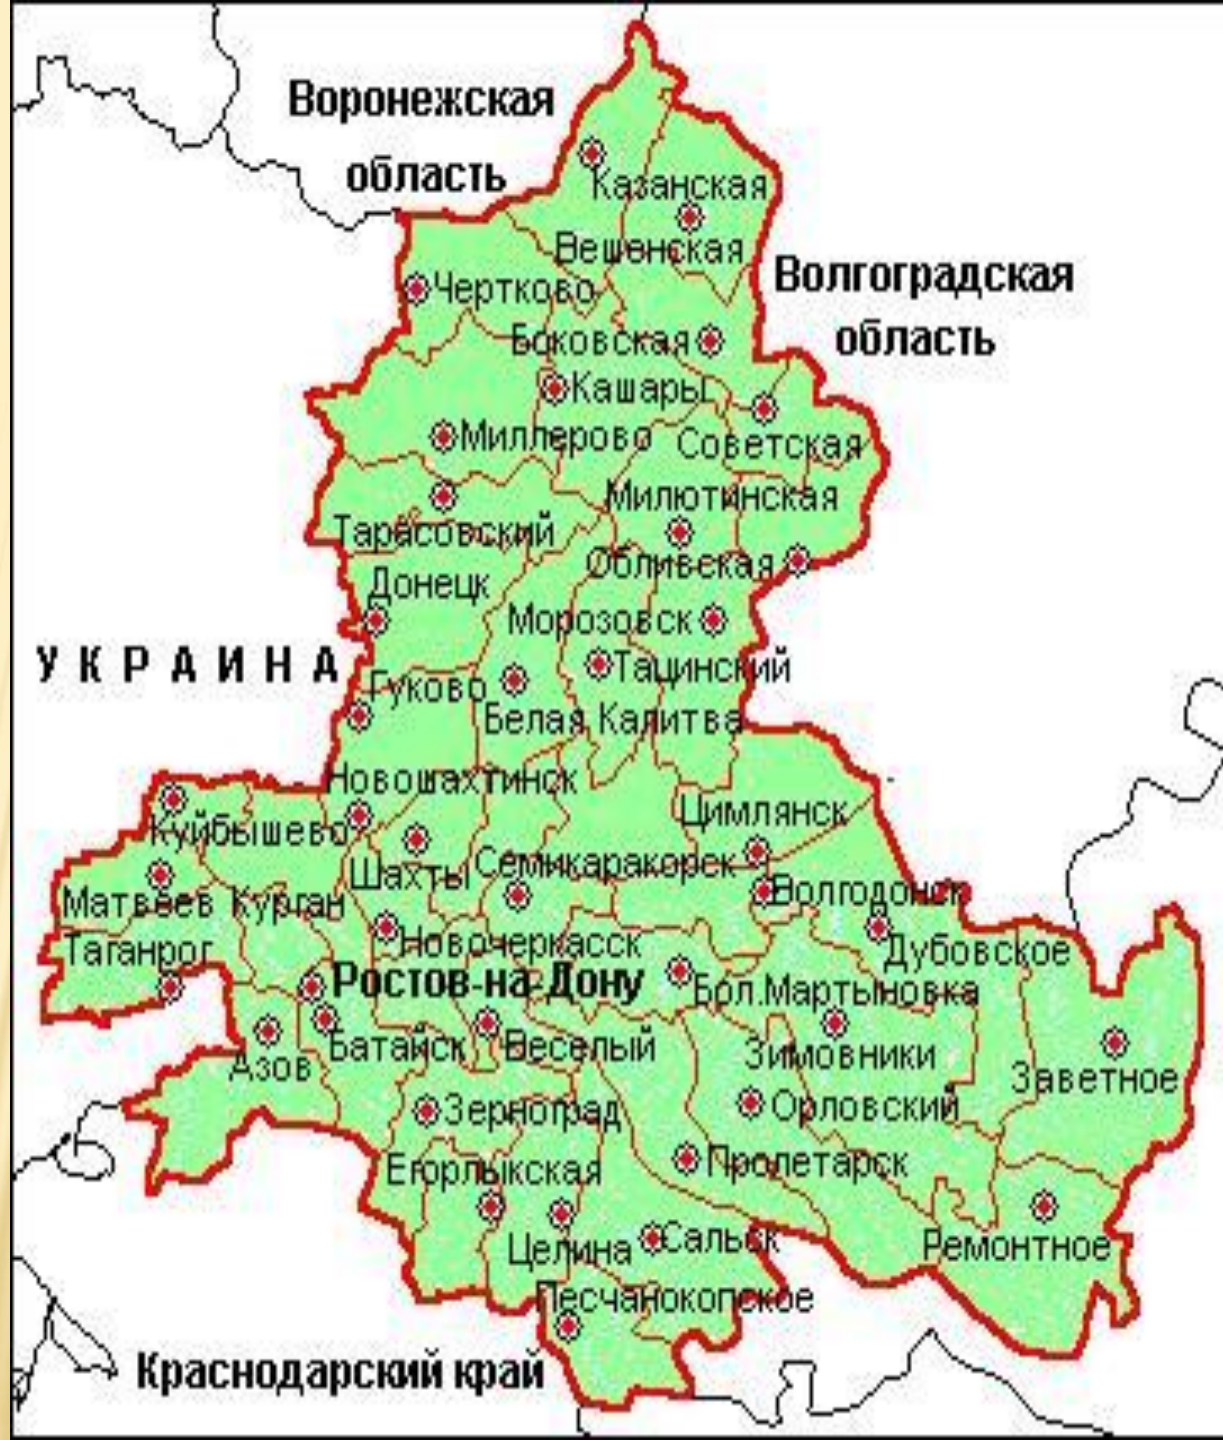 Воронежская
область
Казанская
Вешенская
Волгоградская
область
Чертково
Боковская
Кашары
Миллерово
Советская
Милютинская
Тарасовский
Обливская
Донецк
Морозовск
УКРАИНА
Тацинский
Гуково
Белая Калитва
Новошахтинск
Цимлянск
Куйбышево
Шахты
Семикаракорск
Волгодонск
Матвеев Курган
Новочеркасск
Таганрог
Дубовское
Ростов-на-Дону
Бол.Мартыновка
Батайск
Веселый
Зимовники
Азов
Заветное
Зерноград
Орловский
Егорлыкская
Пролетарск
Целина
Сальск
Ремонтное
Песчанокопское
Краснодарский край